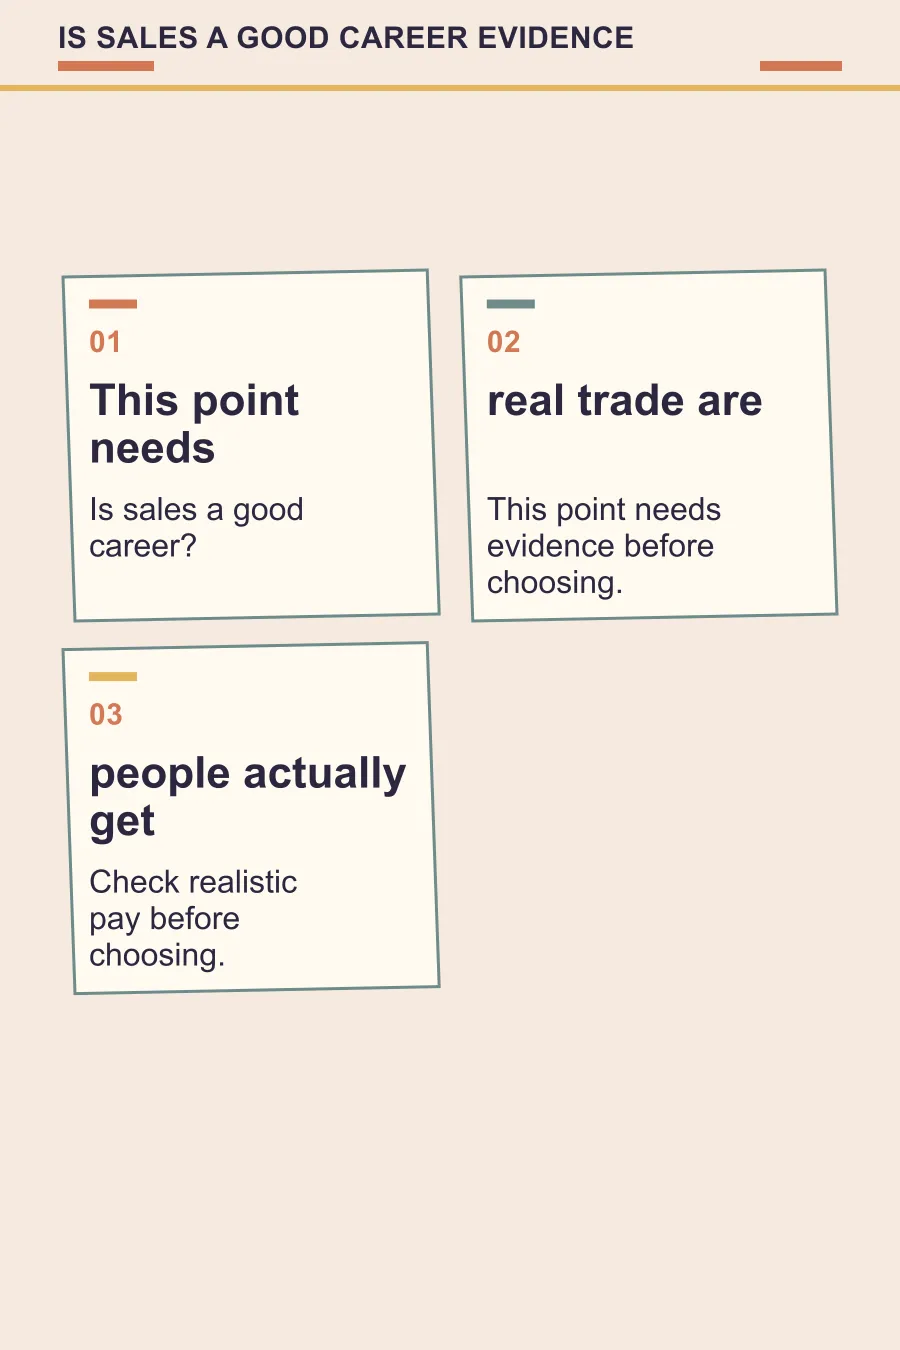 IS SALES A GOOD CAREER EVIDENCE
01
This point
needs
Is sales a good
career?
02
real trade are
This point needs
evidence before
choosing.
03
people actually
get
Check realistic
pay before
choosing.